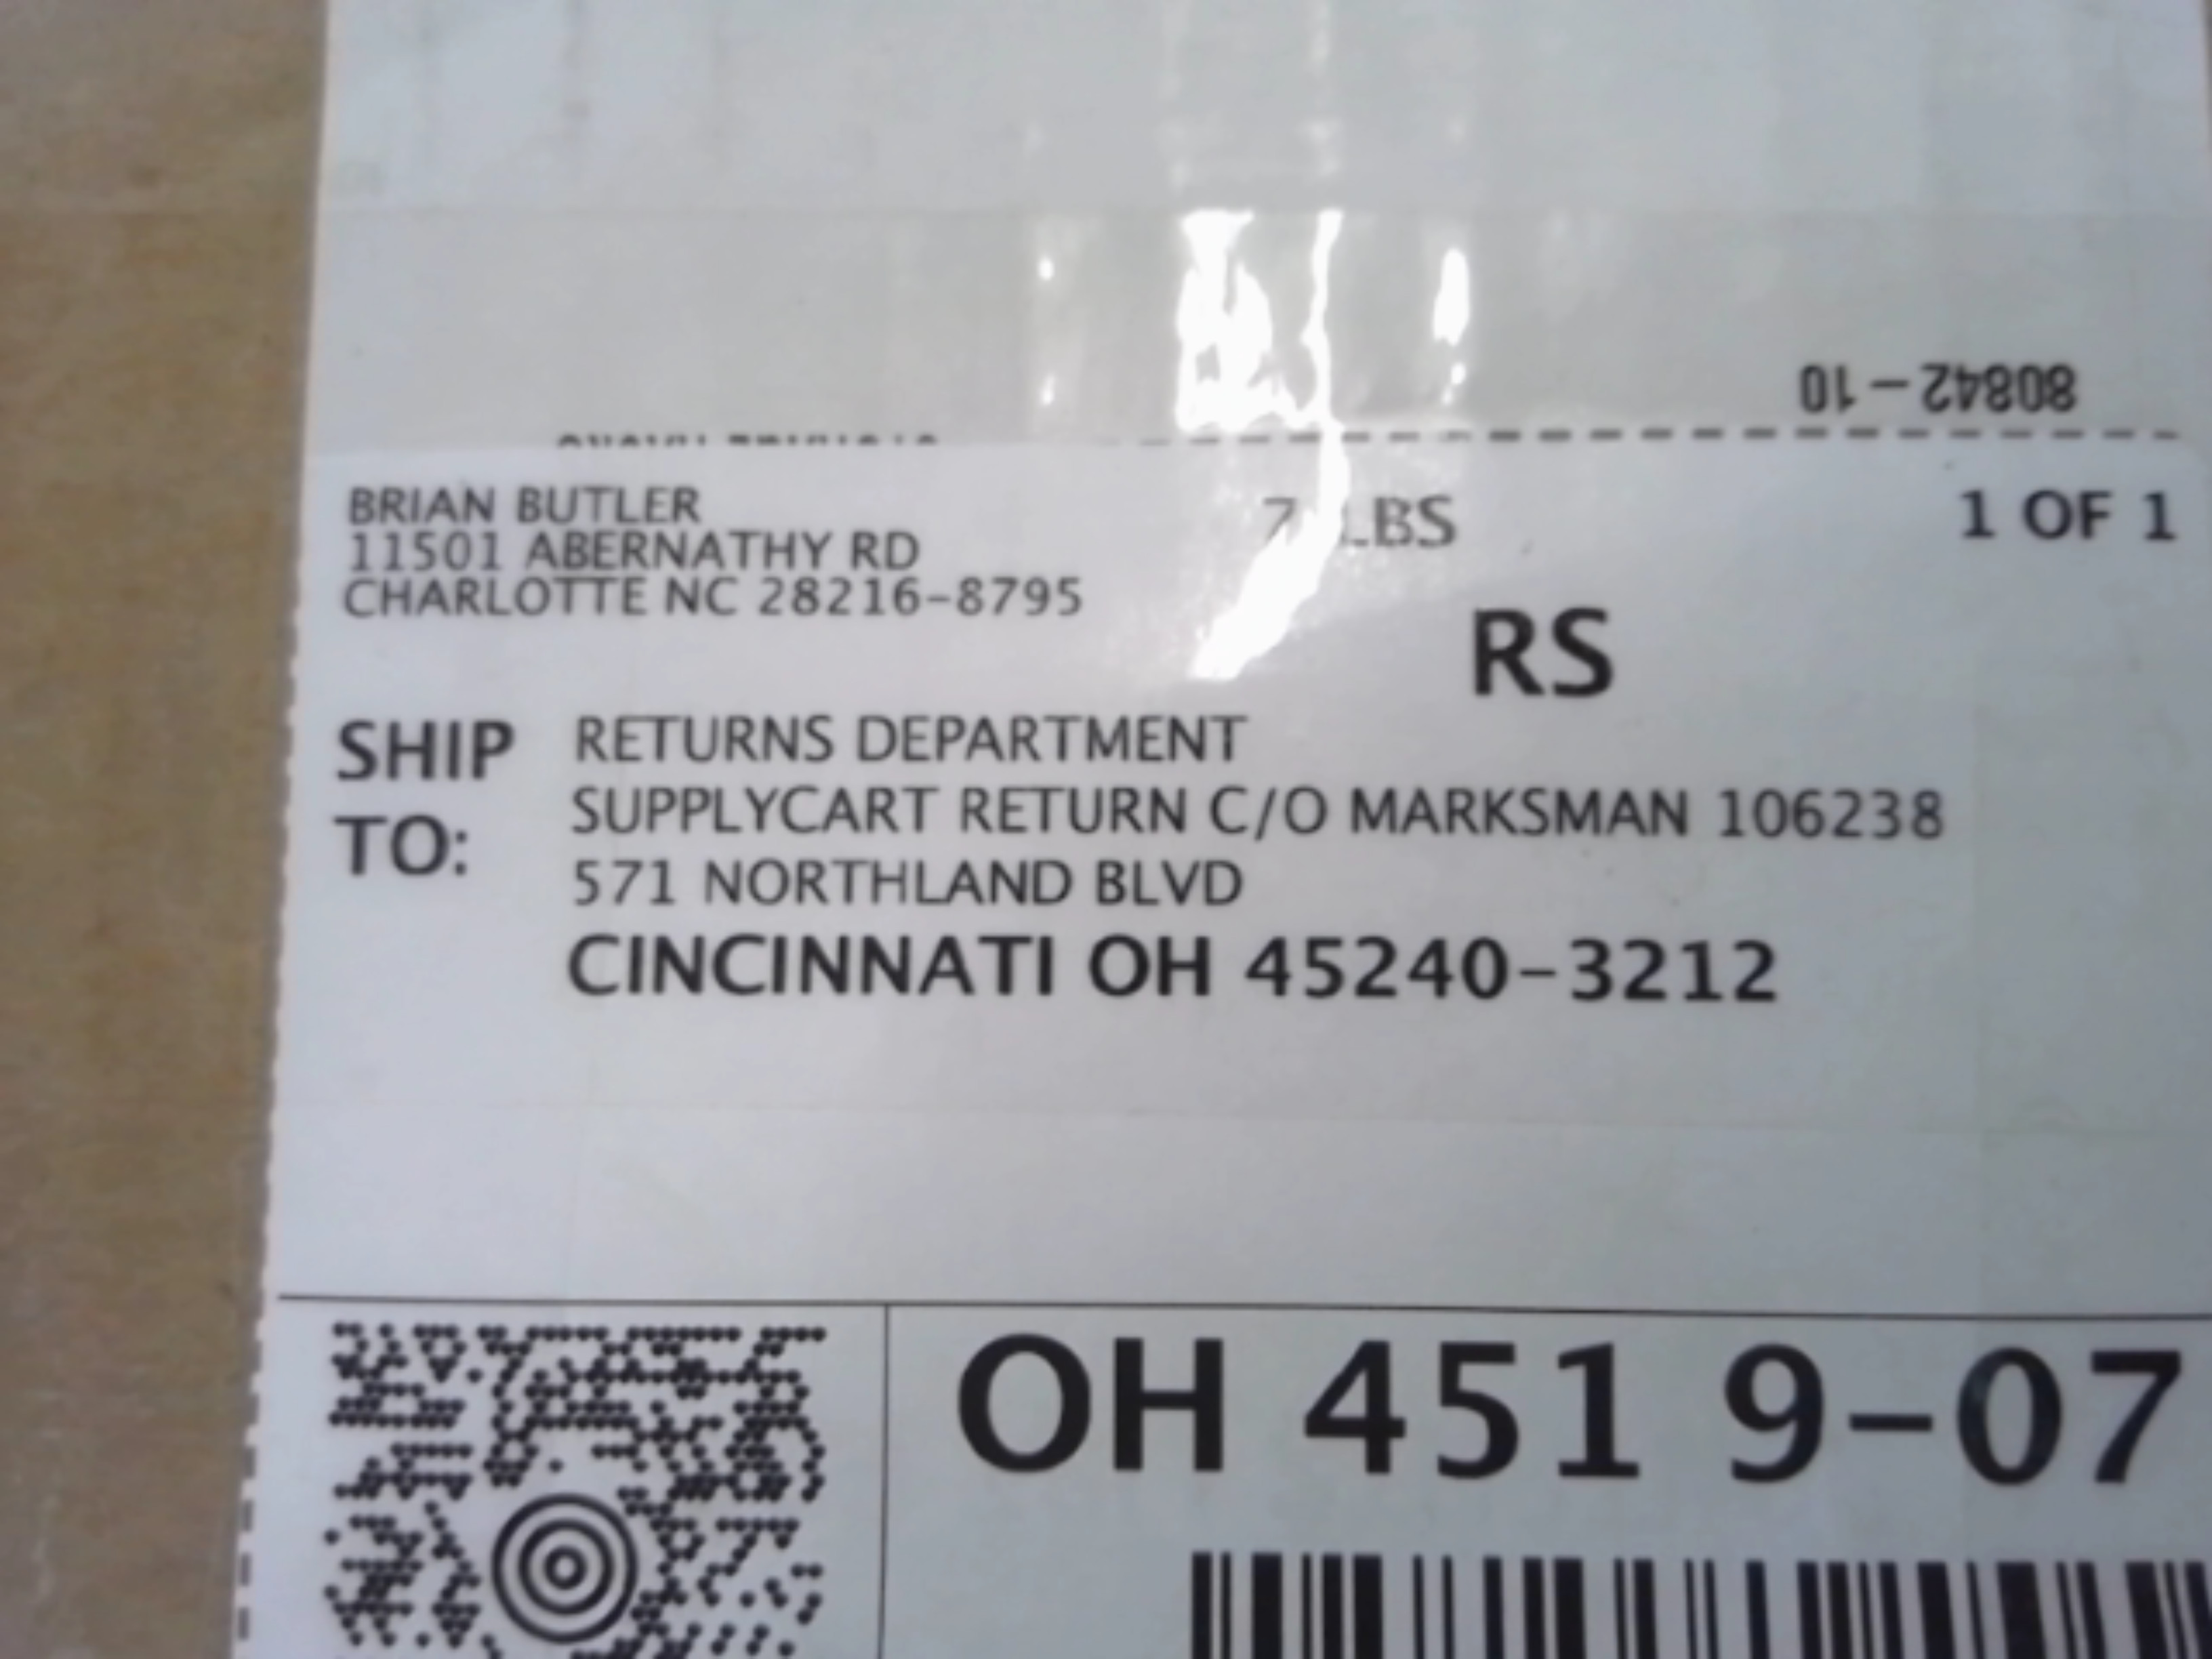 80842-10
BRIAN BUTLER
11501 ABERNATHY RD
CHARLOTTE NC 28216-8795
LBS
1 OF 1
RS
SHIP TO:
RETURNS DEPARTMENT
SUPPLYCART RETURN C/O MARKSMAN 106238
571 NORTHLAND BLVD
CINCINNATI OH 45240-3212
OH 451 9-07